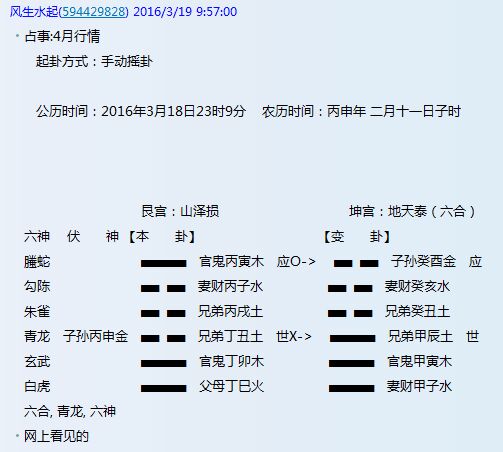 风生水起(594429828) 2016/3/19 9:57:00
占事:4月行情
起卦方式：手动摇卦
公历时间：2016年3月18日23时9分 农历时间：丙申年 二月十一日子时
艮宫：山泽损 坤宫：地天泰（六合）
六神 伏 神 【本 卦】 【变 卦】
螣蛇 官鬼丙寅木 应O-> 子孙癸酉金 应
勾陈 妻财丙子水 妻财癸亥水
朱雀 兄弟丙戌土 兄弟癸丑土
青龙 子孙丙申金 兄弟丁丑土 世X-> 兄弟甲辰土 世
玄武 官鬼丁卯木 官鬼甲寅木
白虎 父母丁巳火 妻财甲子水
六合, 青龙, 六神
网上看见的